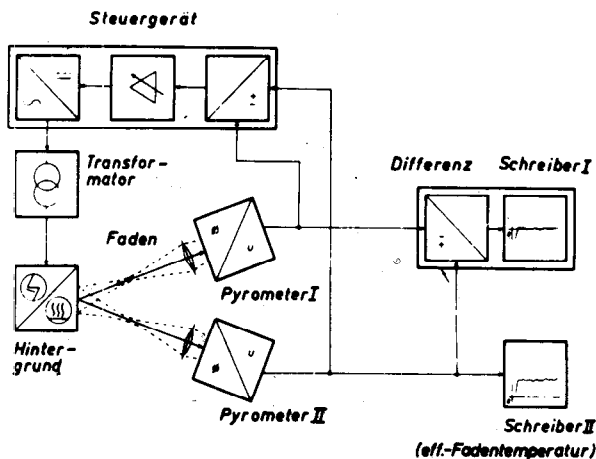 Steuergerät
Transfor-
mator
Differenz
Schreiber I
Faden
Pyrometer I
Hinter-
grund
Pyrometer II
Schreiber II
(eff.-Fadentemperatur)